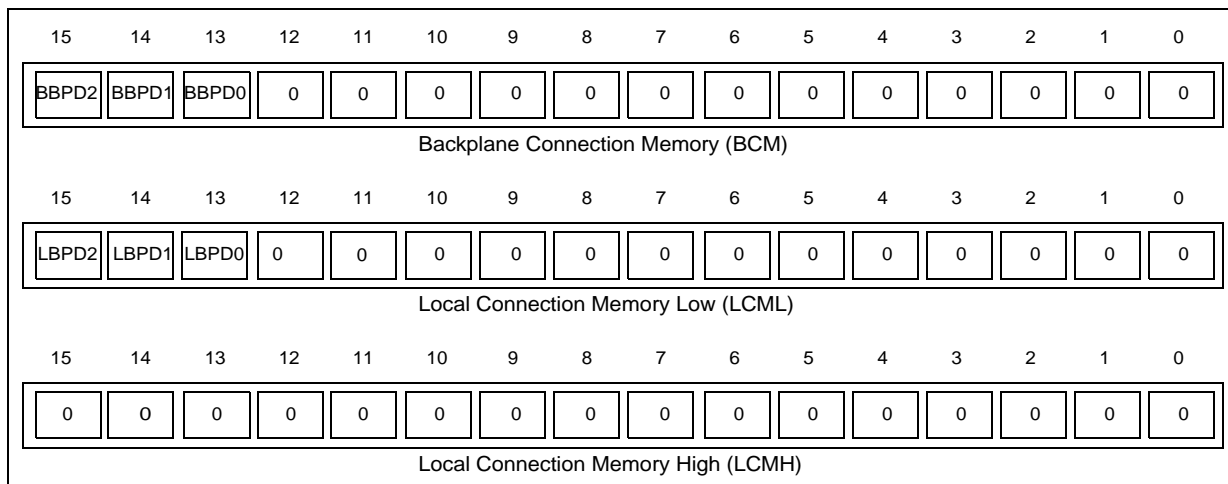 15 14 13 12 11 10 9 8 7 6 5 4 3 2 1 0
BBPD2 BBPD1 BBPD0 0 0 0 0 0 0 0 0 0 0 0 0 0
Backplane Connection Memory (BCM)
15 14 13 12 11 10 9 8 7 6 5 4 3 2 1 0
LBPD2 LBPD1 LBPD0 0 0 0 0 0 0 0 0 0 0 0 0 0
Local Connection Memory Low (LCML)
15 14 13 12 11 10 9 8 7 6 5 4 3 2 1 0
0 O 0 0 0 0 0 0 0 0 0 0 0 0 0 0
Local Connection Memory High (LCMH)